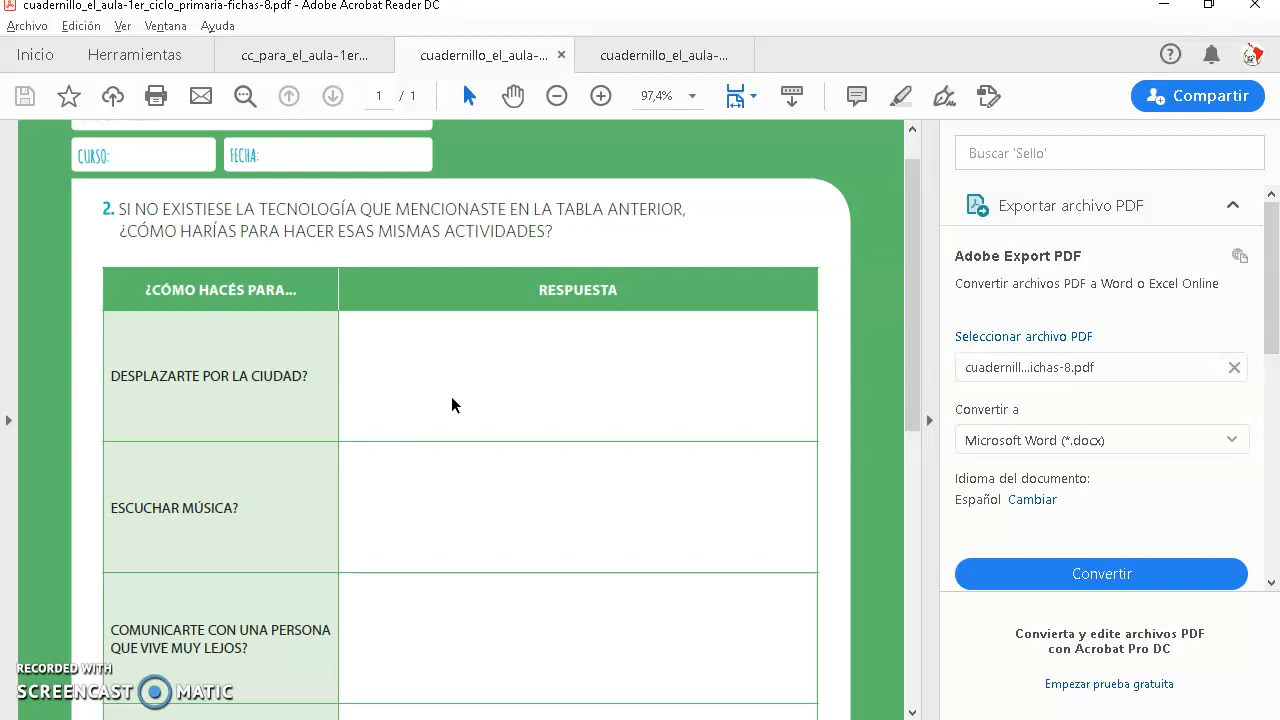 cuadernillo_el_aula-1er_ciclo_primaria-fichas-8.pdf - Adobe Acrobat Reader DC
Archivo Edición Ver Ventana Ayuda
Inicio Herramientas cc_para_el_aula-1er... cuadernillo_el_aula-... cuadernillo_el_aula-...
1 / 1 97,4% Compartir
CURSO: FECHA:
2. SI NO EXISTIESE LA TECNOLOGÍA QUE MENCIONASTE EN LA TABLA ANTERIOR,
¿CÓMO HARÍAS PARA HACER ESAS MISMAS ACTIVIDADES?
¿CÓMO HACÉS PARA... RESPUESTA
DESPLAZARTE POR LA CIUDAD?
ESCUCHAR MÚSICA?
COMUNICARTE CON UNA PERSONA
QUE VIVE MUY LEJOS?
Buscar 'Sello'
Exportar archivo PDF
Adobe Export PDF
Convertir archivos PDF a Word o Excel Online
Seleccionar archivo PDF
cuadernill...ichas-8.pdf
Convertir a
Microsoft Word (*.docx)
Idioma del documento:
Español Cambiar
Convertir
Convierta y edite archivos PDF
con Acrobat Pro DC
Empezar prueba gratuita
RECORDED WITH
SCREENCAST MATIC